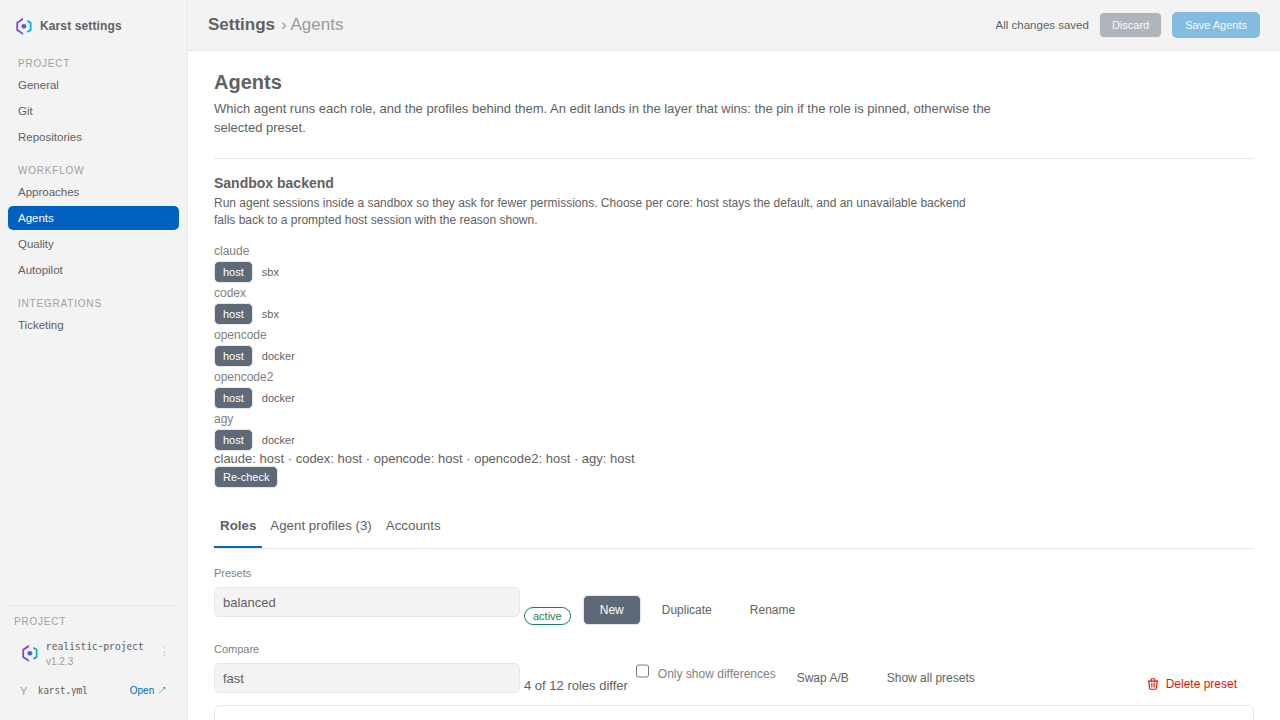 Karst settings
Settings › Agents
All changes saved
Discard
Save Agents
PROJECT
General
Git
Repositories
WORKFLOW
Approaches
Agents
Quality
Autopilot
INTEGRATIONS
Ticketing
PROJECT
realistic-project
v1.2.3
karst.yml
Open ↗
Agents
Which agent runs each role, and the profiles behind them. An edit lands in the layer that wins: the pin if the role is pinned, otherwise the
selected preset.
Sandbox backend
Run agent sessions inside a sandbox so they ask for fewer permissions. Choose per core: host stays the default, and an unavailable backend
falls back to a prompted host session with the reason shown.
claude
host sbx
codex
host sbx
opencode
host docker
opencode2
host docker
agy
host docker
claude: host · codex: host · opencode: host · opencode2: host · agy: host
Re-check
Roles Agent profiles (3) Accounts
Presets
balanced active New Duplicate Rename
Compare
fast 4 of 12 roles differ Only show differences Swap A/B Show all presets Delete preset